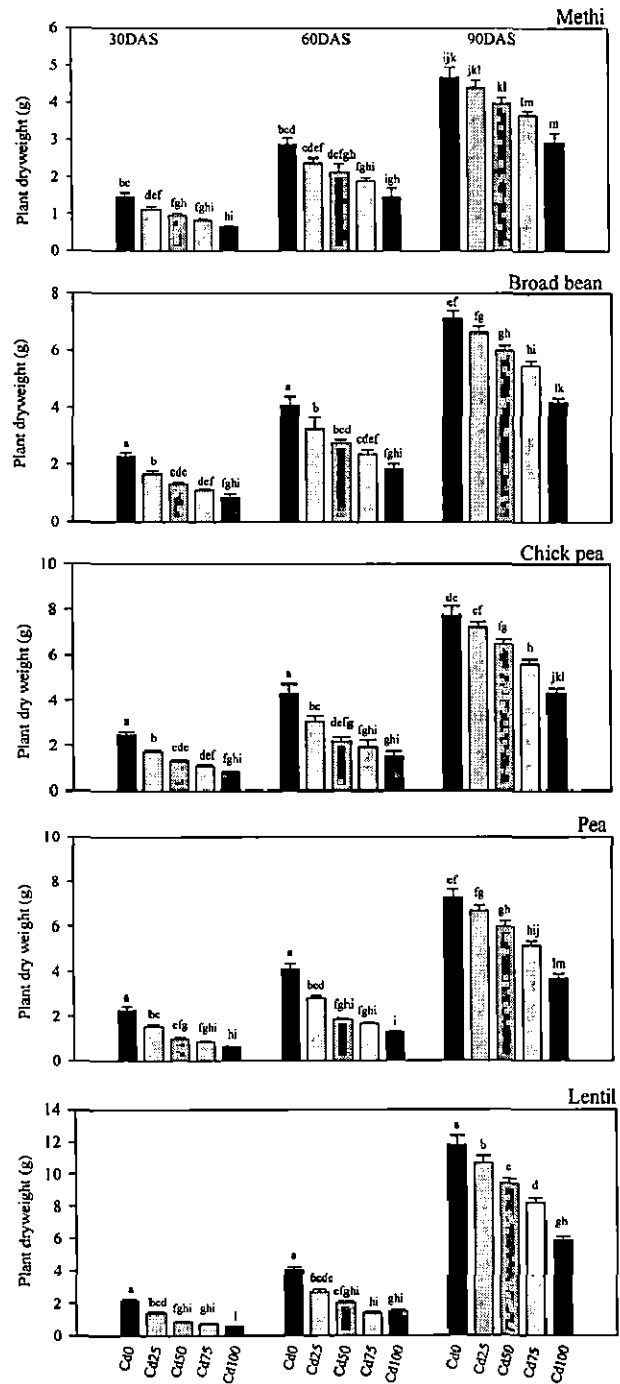 Methi
30DAS 60DAS 90DAS
Plant dryweight (g)
6
5
4
3
2
1
0
bc def fgh fghi hi
bcd cdef defgh fghi igh
ijk jkl kl lm m
Broad bean
Plant dryweight (g)
8
6
4
2
0
a b cde def fghi
a b bcd cdef fghi
ef fg gh hi lk
Chick pea
Plant dry weight (g)
10
8
6
4
2
0
a b cde def fghi
a bc defg fghi ghi
de ef fg h jkl
Pea
Plant dry weight (g)
10
8
6
4
2
0
a bc efg fghi hi
a bcd fghi fghi i
ef fg gh hij lm
Lentil
Plant dryweight (g)
14
12
10
8
6
4
2
0
a bcd fghi ghi
a bcde efghi hi ghi
a b c d gh
Cd0 Cd25 Cd50 Cd75 Cd100
Cd0 Cd25 Cd50 Cd75 Cd100
Cd0 Cd25 Cd50 Cd75 Cd100